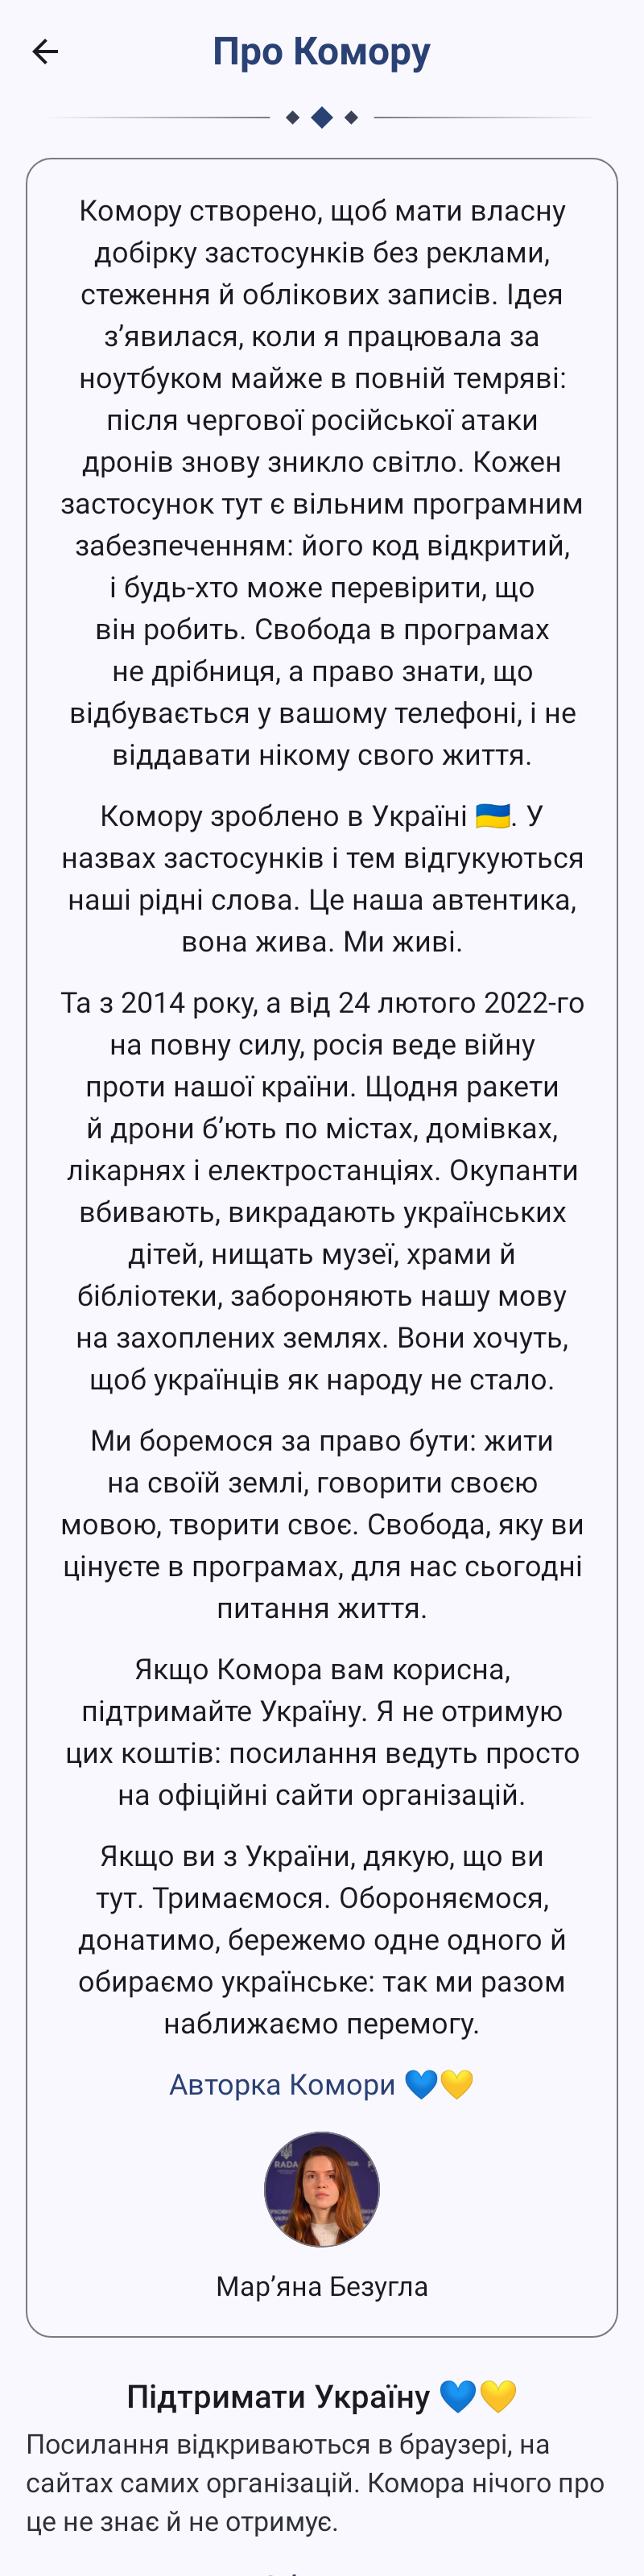 Про Комору
Комору створено, щоб мати власну
добірку застосунків без реклами,
стеження й облікових записів. Ідея
з’явилася, коли я працювала за
ноутбуком майже в повній темряві:
після чергової російської атаки
дронів знову зникло світло. Кожен
застосунок тут є вільним програмним
забезпеченням: його код відкритий,
і будь-хто може перевірити, що
він робить. Свобода в програмах
не дрібниця, а право знати, що
відбувається у вашому телефоні, і не
віддавати нікому свого життя.
Комору зроблено в Україні 🇺🇦. У
назвах застосунків і тем відгукуються
наші рідні слова. Це наша автентика,
вона жива. Ми живі.
Та з 2014 року, а від 24 лютого 2022-го
на повну силу, росія веде війну
проти нашої країни. Щодня ракети
й дрони б’ють по містах, домівках,
лікарнях і електростанціях. Окупанти
вбивають, викрадають українських
дітей, нищать музеї, храми й
бібліотеки, забороняють нашу мову
на захоплених землях. Вони хочуть,
щоб українців як народу не стало.
Ми боремося за право бути: жити
на своїй землі, говорити своєю
мовою, творити своє. Свобода, яку ви
цінуєте в програмах, для нас сьогодні
питання життя.
Якщо Комора вам корисна,
підтримайте Україну. Я не отримую
цих коштів: посилання ведуть просто
на офіційні сайти організацій.
Якщо ви з України, дякую, що ви
тут. Тримаємося. Обороняємося,
донатимо, бережемо одне одного й
обираємо українське: так ми разом
наближаємо перемогу.
Авторка Комори 💙💛
RADA
Мар’яна Безугла
Підтримати Україну 💙💛
Посилання відкриваються в браузері, на
сайтах самих організацій. Комора нічого про
це не знає й не отримує.